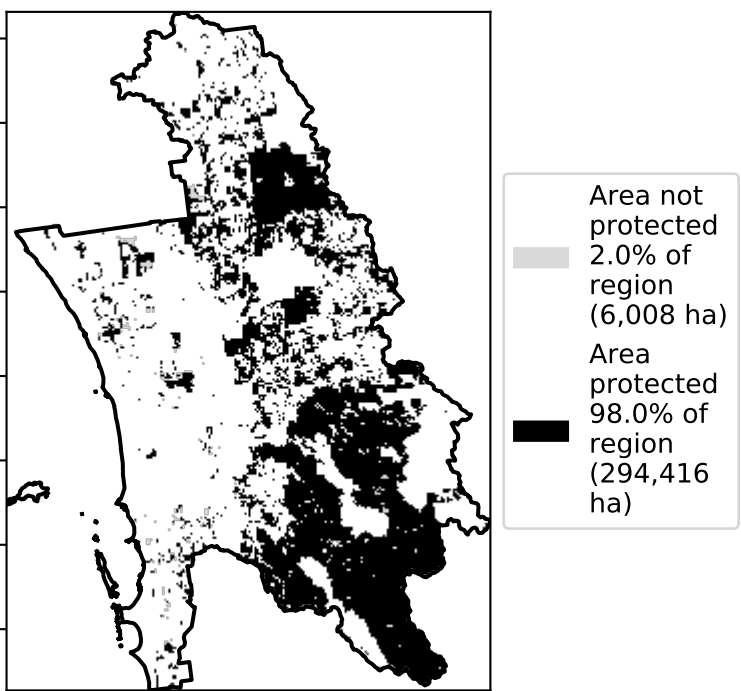 Area not
protected
2.0% of
region
(6,008 ha)
Area
protected
98.0% of
region
(294,416
ha)